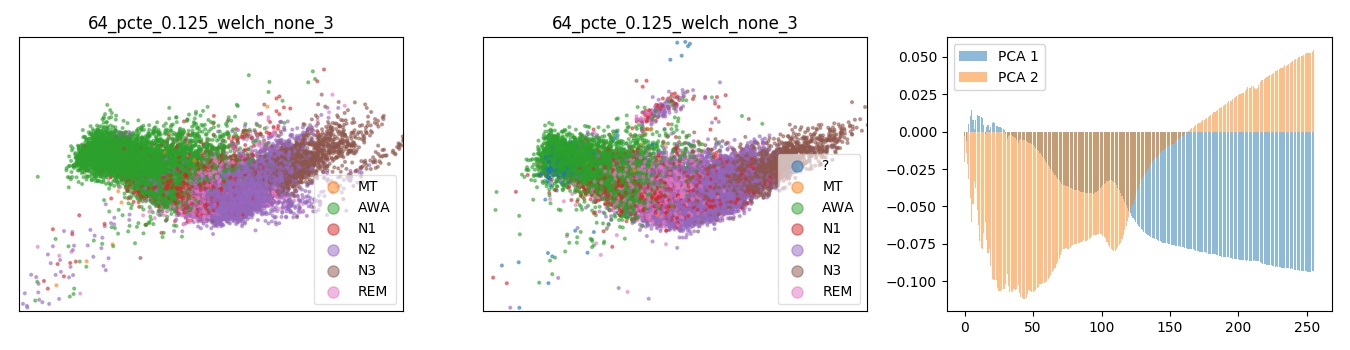 64_pcte_0.125_welch_none_3
MT
AWA
N1
N2
N3
REM
64_pcte_0.125_welch_none_3
?
MT
AWA
N1
N2
N3
REM
PCA 1
PCA 2
0.050
0.025
0.000
−0.025
−0.050
−0.075
−0.100
0 50 100 150 200 250